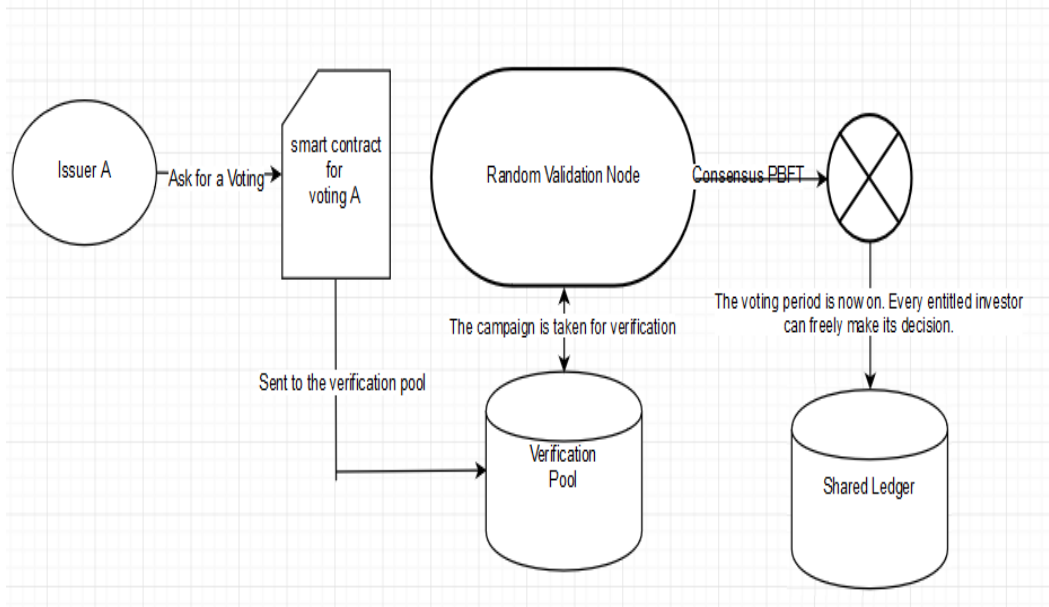 Issuer A
Ask for a Voting
smart contract
for
voting A
Random Validation Node
Consensus PBFT
The campaign is taken for verification
The voting period is now on. Every entitled investor
can freely make its decision.
Sent to the verification pool
Verification
Pool
Shared Ledger